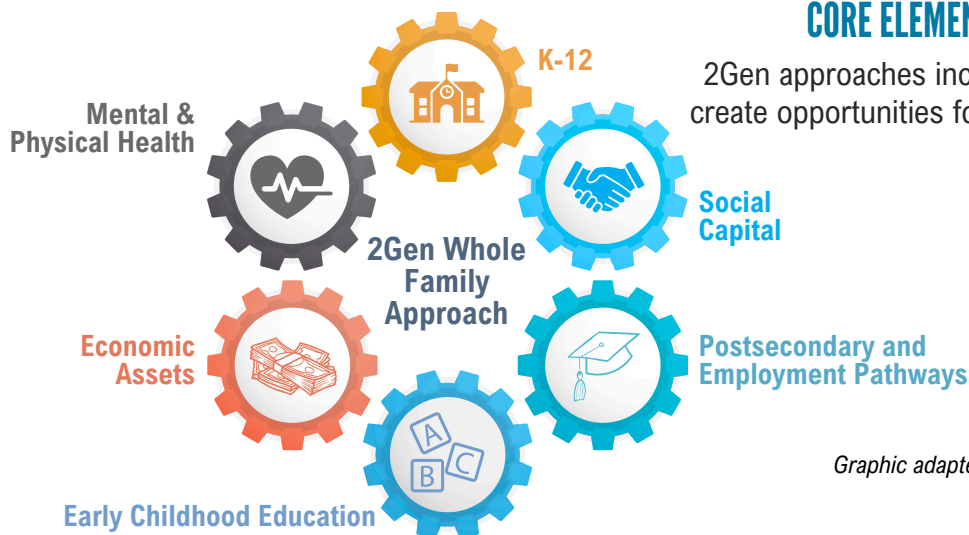 CORE ELEMEN
2Gen approaches inc
create opportunities fo
K-12
Mental &
Physical Health
Social
Capital
2Gen Whole
Family
Approach
Economic
Assets
Postsecondary and
Employment Pathways
A
B
C
Early Childhood Education
Graphic adapte